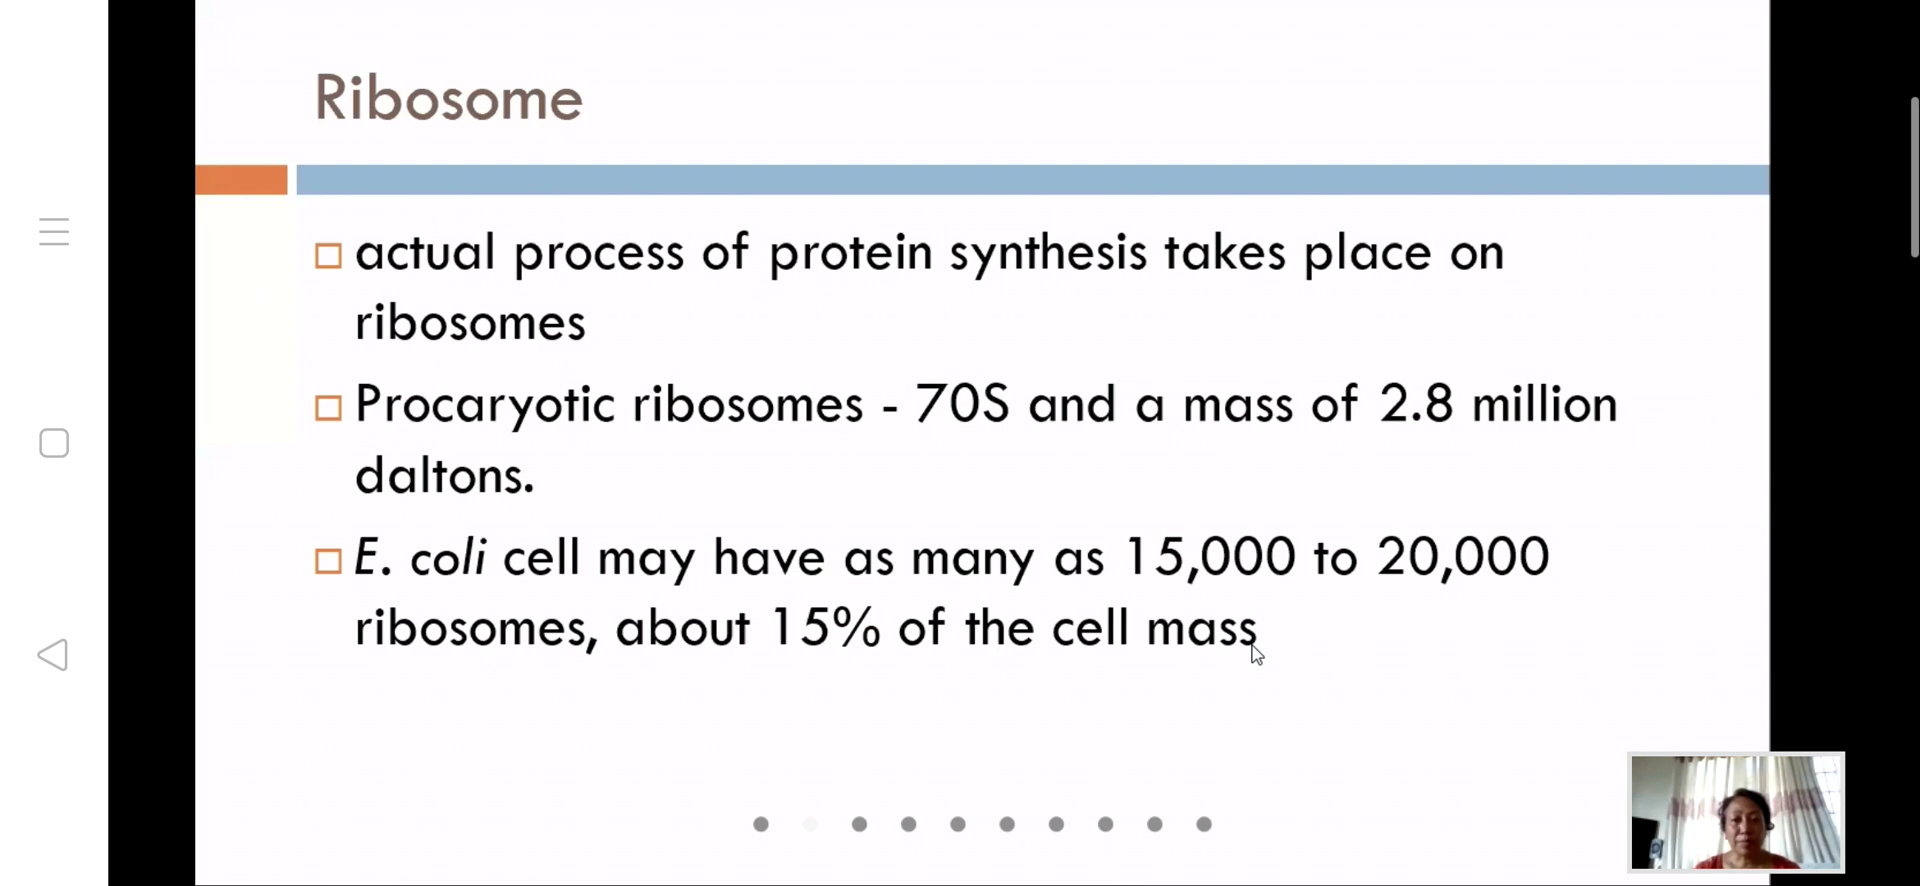 Ribosome
actual process of protein synthesis takes place on
ribosomes
Procaryotic ribosomes - 70S and a mass of 2.8 million
daltons.
E. coli cell may have as many as 15,000 to 20,000
ribosomes, about 15% of the cell mass